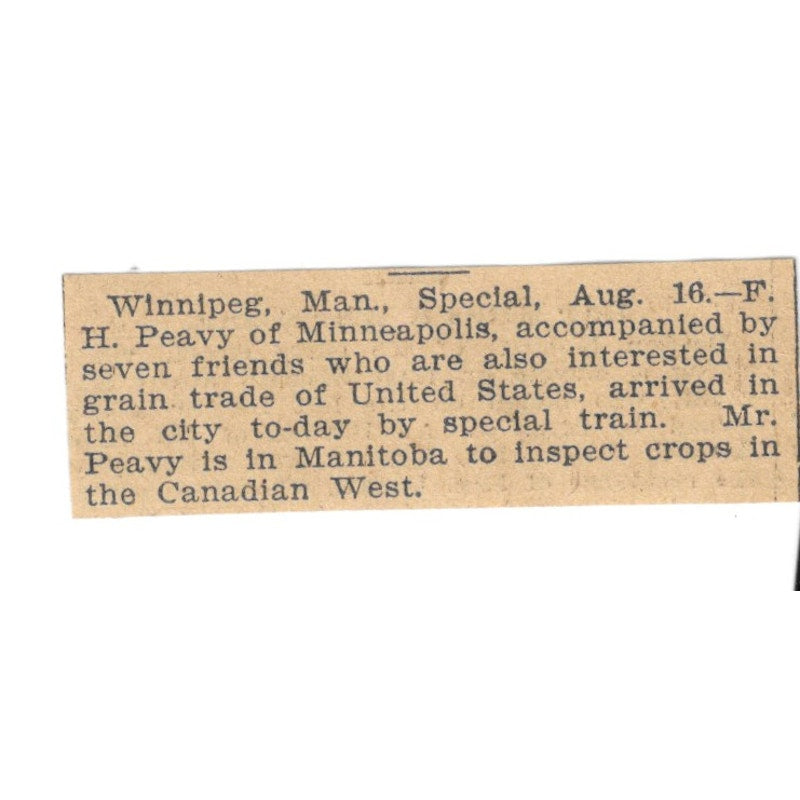 Winnipeg, Man., Special, Aug. 16.—F.
H. Peavy of Minneapolis, accompanied by
seven friends who are also interested in
grain trade of United States, arrived in
the city to-day by special train. Mr.
Peavy is in Manitoba to inspect crops in
the Canadian West.